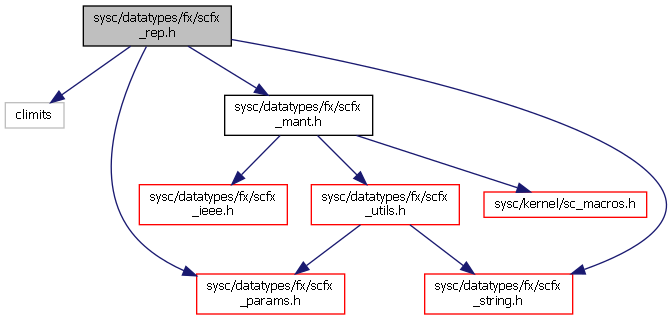 sysc/datatypes/fx/scfx
_rep.h
climits
sysc/datatypes/fx/scfx
_mant.h
sysc/datatypes/fx/scfx
_ieee.h
sysc/datatypes/fx/scfx
_utils.h
sysc/kernel/sc_macros.h
sysc/datatypes/fx/scfx
_params.h
sysc/datatypes/fx/scfx
_string.h